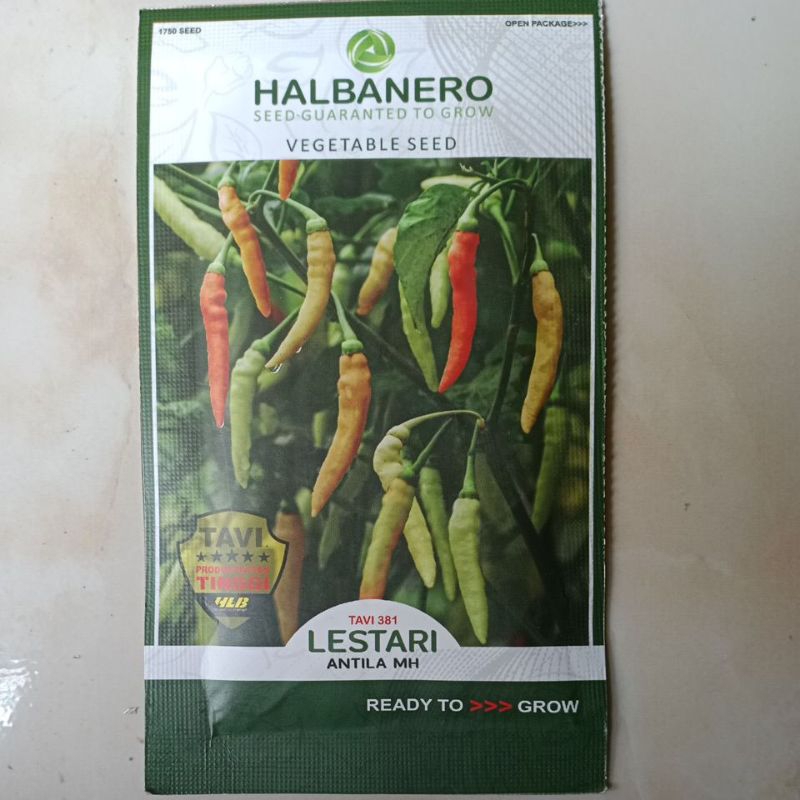 1750 SEED
OPEN PACKAGE>>>
HALBANERO
SEED·GUARANTED TO GROW
VEGETABLE SEED
TAVI
TINGGI
TAVI 381
LESTARI
ANTILA MH
READY TO >>> GROW